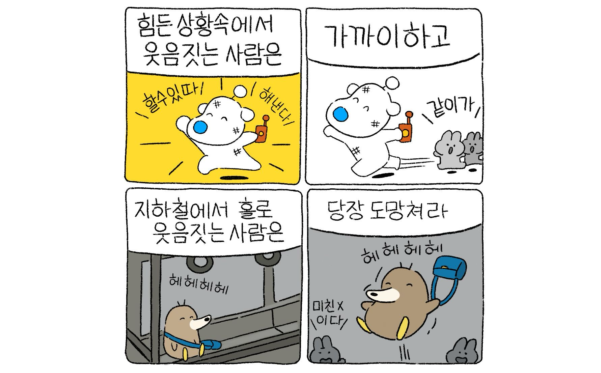 힘든 상황속에서
웃음짓는 사람은
할수있따
해낸다
가까이하고
같이가
지하철에서 홀로
웃음짓는 사람은
헤헤헤헤
당장 도망쳐라
헤헤헤헤
미친X
이다